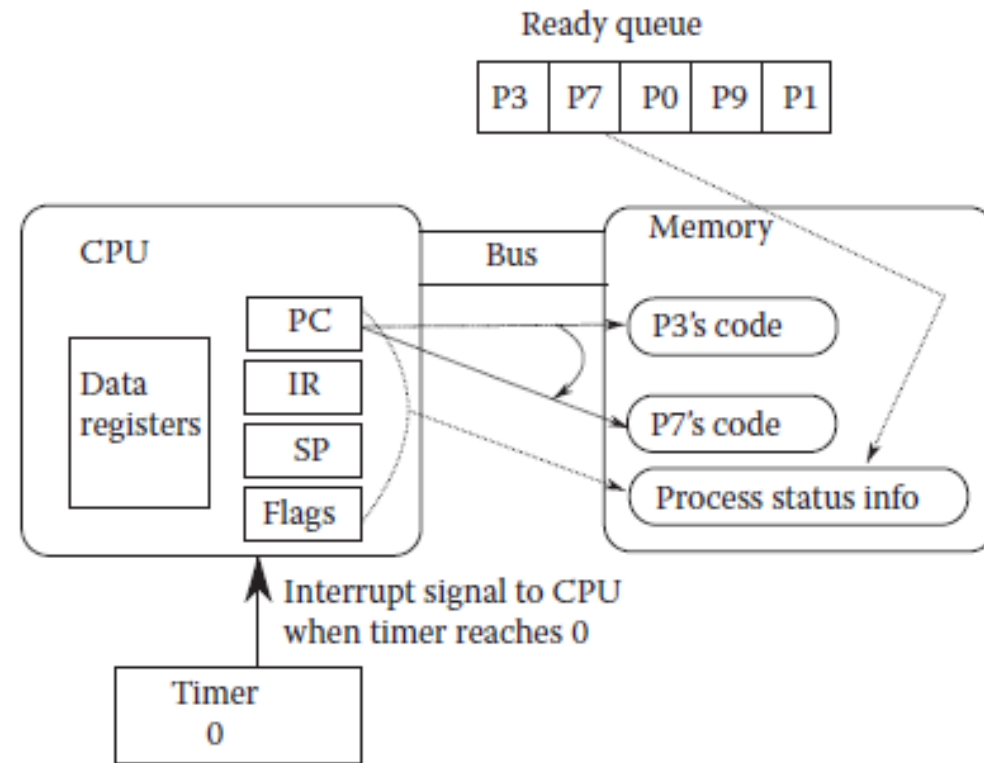 Ready queue
P3 P7 P0 P9 P1
CPU
Bus
Memory
PC
P3's code
Data
registers
IR
P7's code
SP
Process status info
Flags
Interrupt signal to CPU
when timer reaches 0
Timer
0